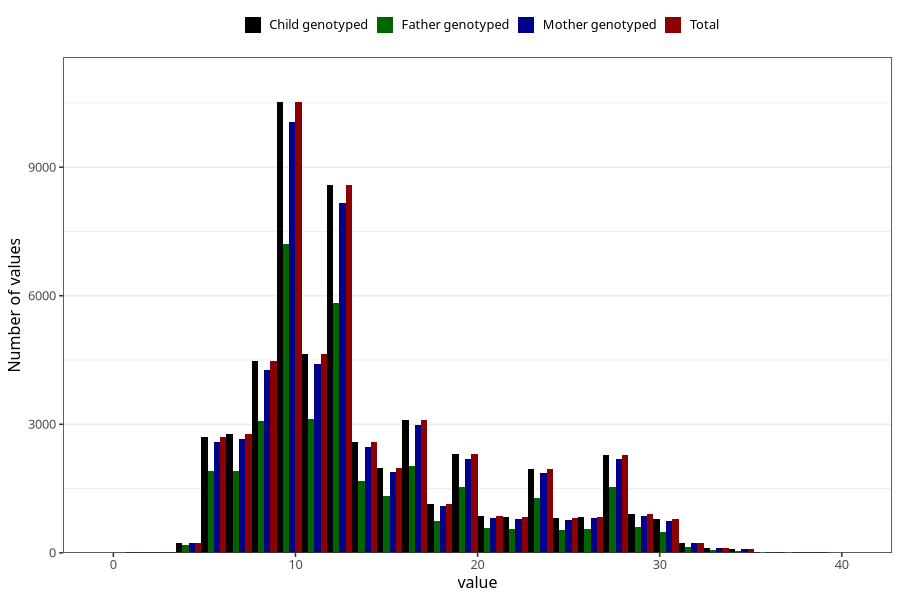 Child genotyped Father genotyped Mother genotyped Total
Number of values
9000
6000
3000
0
0 10 20 30 40
value